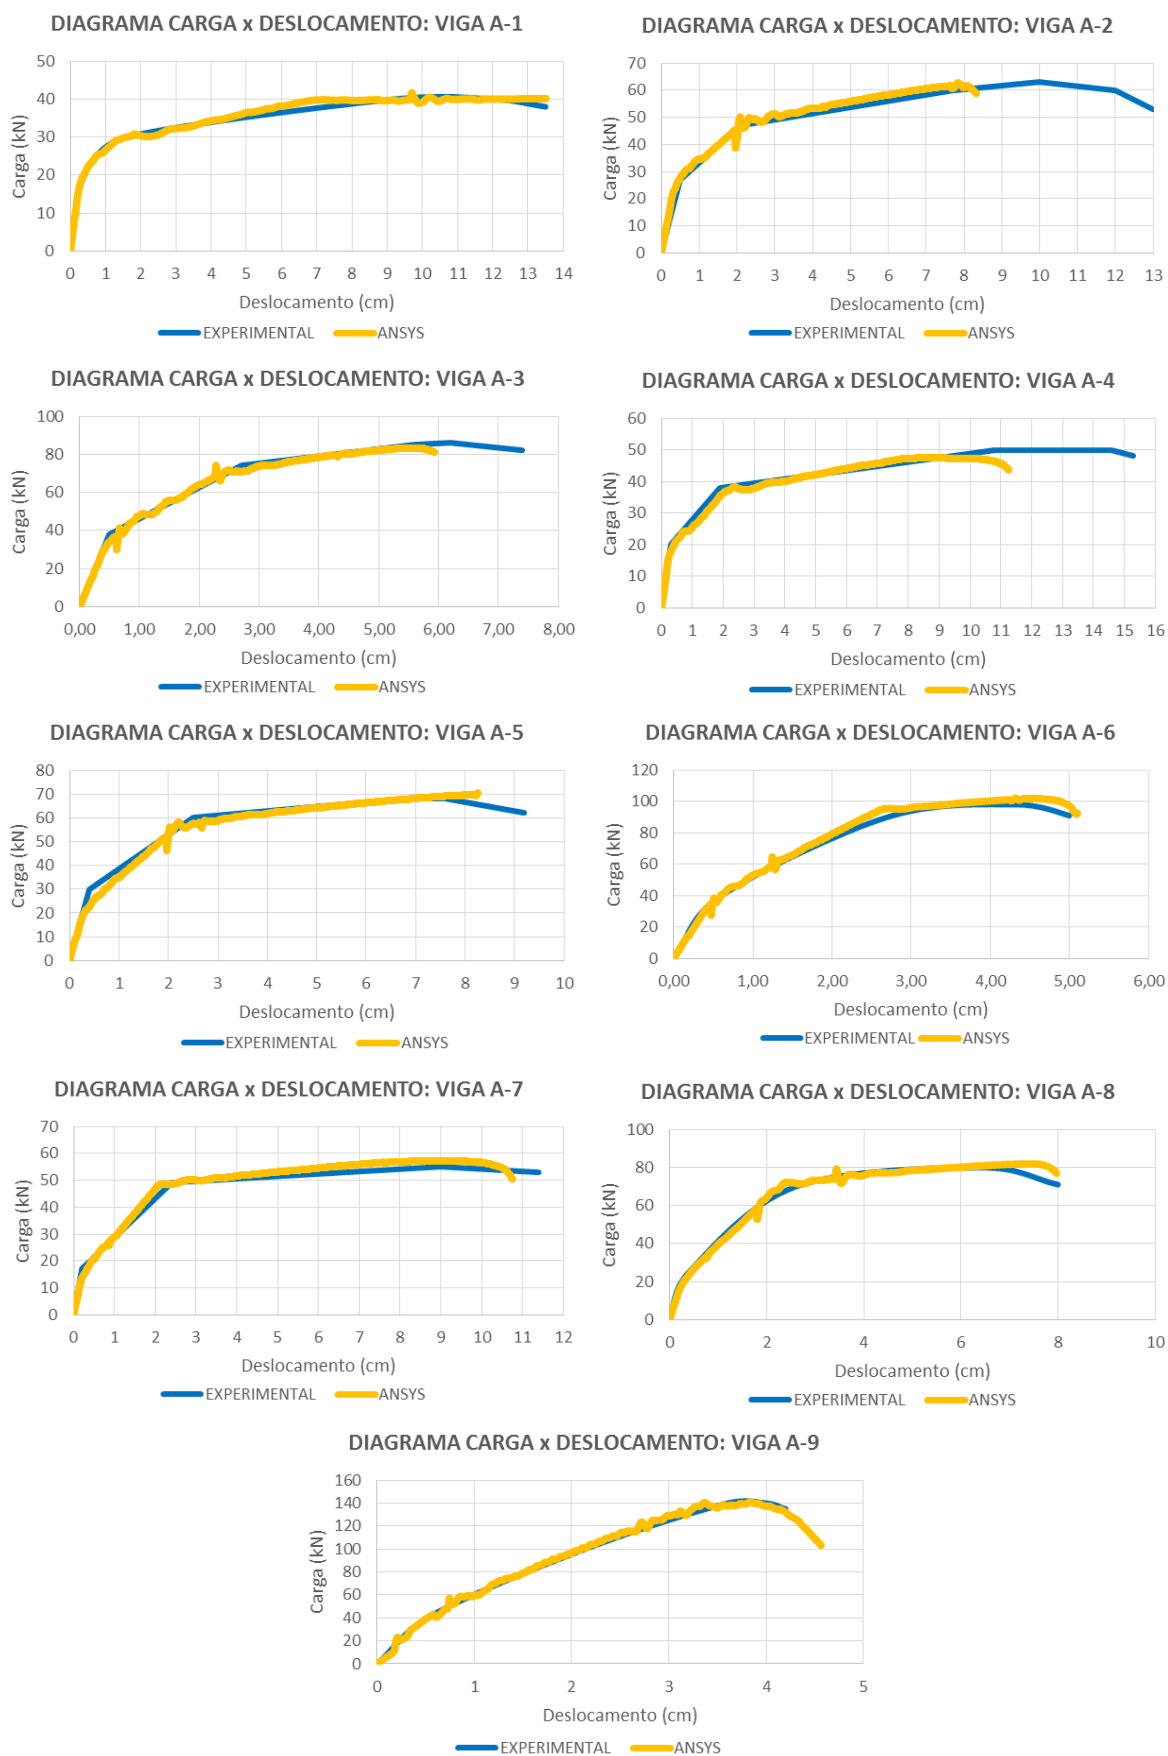 DIAGRAMA CARGA x DESLOCAMENTO: VIGA A-1
50
40
30
20
10
0
Carga (kN)
0 1 2 3 4 5 6 7 8 9 10 11 12 13 14
Deslocamento (cm)
EXPERIMENTAL ANSYS
DIAGRAMA CARGA x DESLOCAMENTO: VIGA A-2
70
60
50
40
30
20
10
0
Carga (kN)
0 1 2 3 4 5 6 7 8 9 10 11 12 13
Deslocamento (cm)
EXPERIMENTAL ANSYS
DIAGRAMA CARGA x DESLOCAMENTO: VIGA A-3
100
80
60
40
20
0
Carga (kN)
0,00 1,00 2,00 3,00 4,00 5,00 6,00 7,00 8,00
Deslocamento (cm)
EXPERIMENTAL ANSYS
DIAGRAMA CARGA x DESLOCAMENTO: VIGA A-4
60
50
40
30
20
10
0
Carga (kN)
0 1 2 3 4 5 6 7 8 9 10 11 12 13 14 15 16
Deslocamento (cm)
EXPERIMENTAL ANSYS
DIAGRAMA CARGA x DESLOCAMENTO: VIGA A-5
80
70
60
50
40
30
20
10
0
Carga (kN)
0 1 2 3 4 5 6 7 8 9 10
Deslocamento (cm)
EXPERIMENTAL ANSYS
DIAGRAMA CARGA x DESLOCAMENTO: VIGA A-6
120
100
80
60
40
20
0
Carga (kN)
0,00 1,00 2,00 3,00 4,00 5,00 6,00
Deslocamento (cm)
EXPERIMENTAL ANSYS
DIAGRAMA CARGA x DESLOCAMENTO: VIGA A-7
70
60
50
40
30
20
10
0
Carga (kN)
0 1 2 3 4 5 6 7 8 9 10 11 12
Deslocamento (cm)
EXPERIMENTAL ANSYS
DIAGRAMA CARGA x DESLOCAMENTO: VIGA A-8
100
80
60
40
20
0
Carga (kN)
0 2 4 6 8 10
Deslocamento (cm)
EXPERIMENTAL ANSYS
DIAGRAMA CARGA x DESLOCAMENTO: VIGA A-9
160
140
120
100
80
60
40
20
0
Carga (kN)
0 1 2 3 4 5
Deslocamento (cm)
EXPERIMENTAL ANSYS